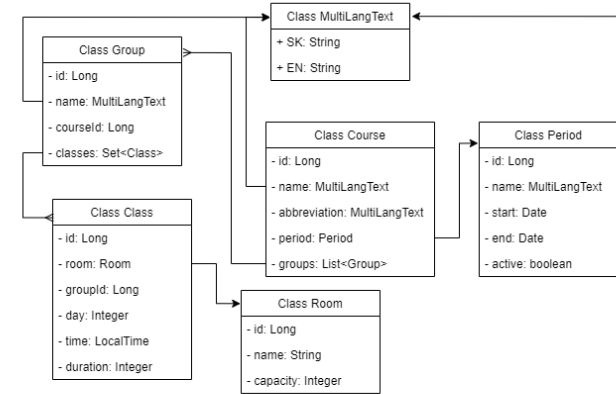 Class MultiLangText
+ SK: String
+ EN: String
Class Group
- id: Long
- name: MultiLangText
- courseId: Long
- classes: Set<Class>
Class Course
- id: Long
- name: MultiLangText
- abbreviation: MultiLangText
- period: Period
- groups: List<Group>
Class Period
- id: Long
- name: MultiLangText
- start: Date
- end: Date
- active: boolean
Class Class
- id: Long
- room: Room
- groupId: Long
- day: Integer
- time: LocalTime
- duration: Integer
Class Room
- id: Long
- name: String
- capacity: Integer